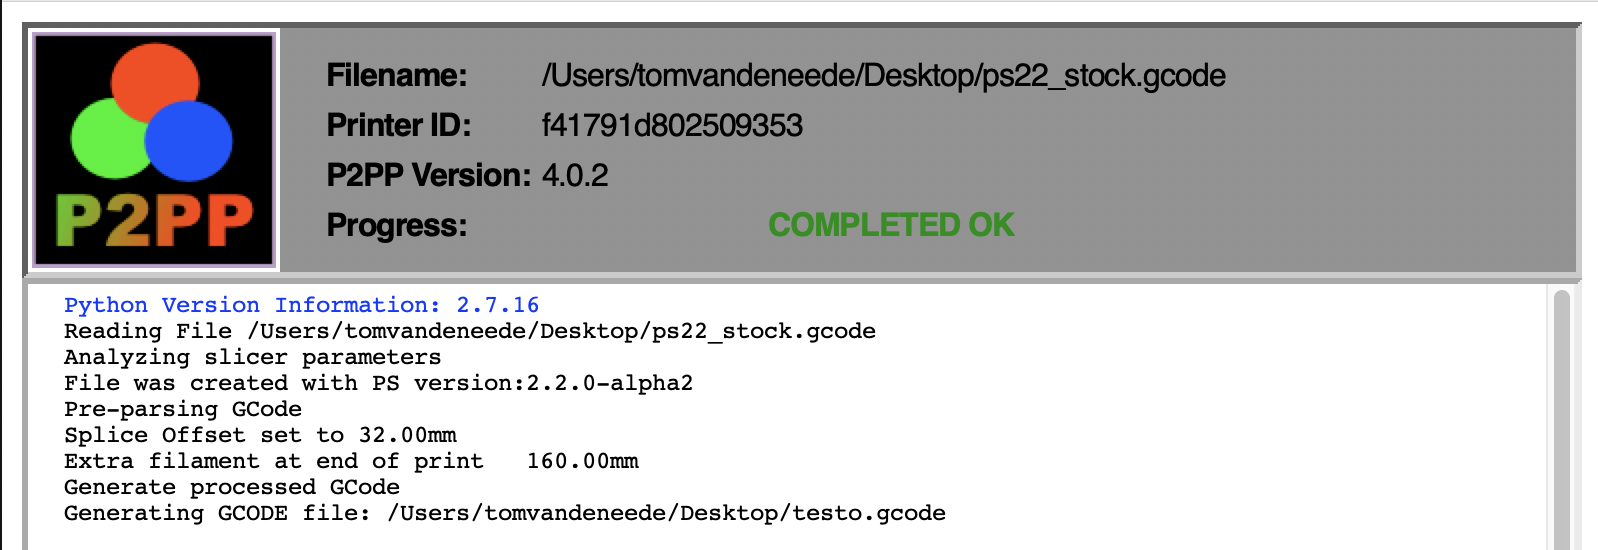 P2PP
Filename: /Users/tomvandeneede/Desktop/ps22_stock.gcode
Printer ID: f41791d802509353
P2PP Version: 4.0.2
Progress: COMPLETED OK
Python Version Information: 2.7.16
Reading File /Users/tomvandeneede/Desktop/ps22_stock.gcode
Analyzing slicer parameters
File was created with PS version:2.2.0-alpha2
Pre-parsing GCode
Splice Offset set to 32.00mm
Extra filament at end of print   160.00mm
Generate processed GCode
Generating GCODE file: /Users/tomvandeneede/Desktop/testo.gcode